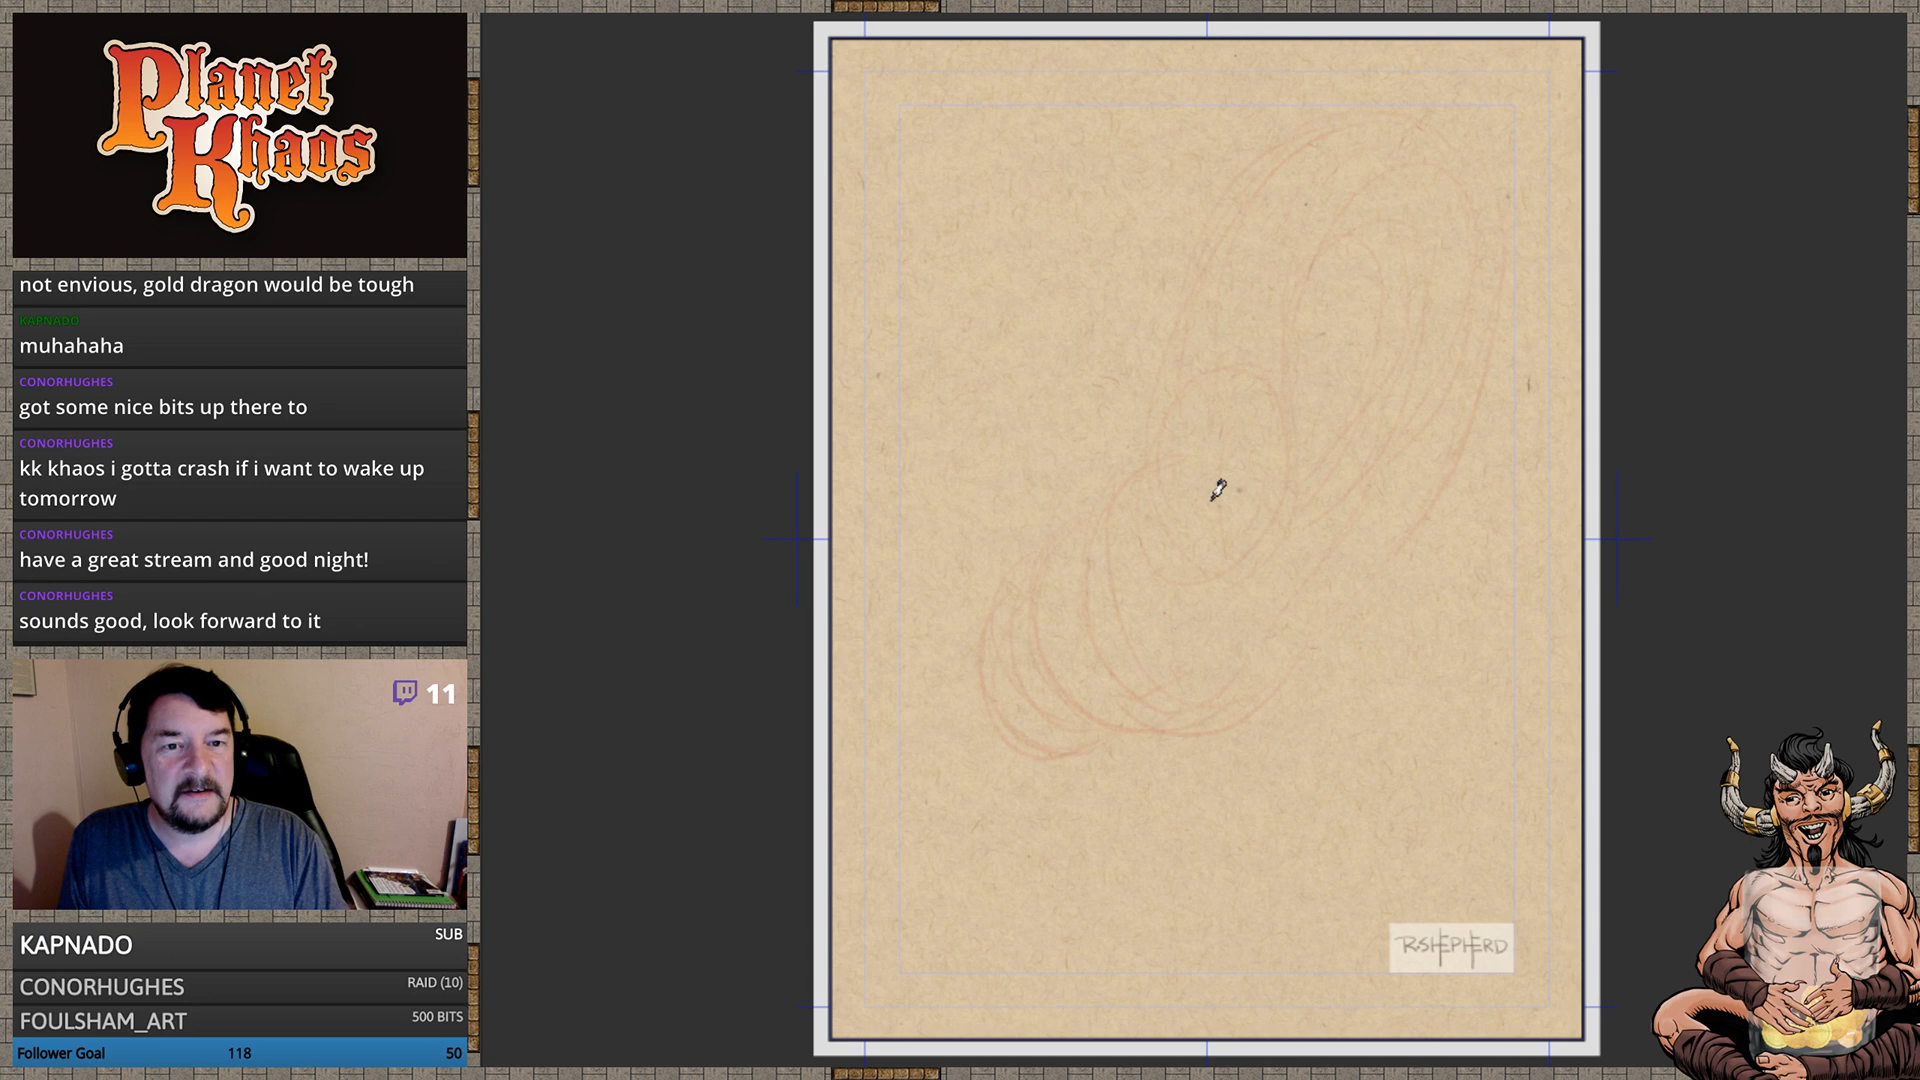 Planet
Khaos
not envious, gold dragon would be tough
KAPNADO
muhahaha
CONORHUGHES
got some nice bits up there to
CONORHUGHES
kk khaos i gotta crash if i want to wake up
tomorrow
CONORHUGHES
have a great stream and good night!
CONORHUGHES
sounds good, look forward to it
11
KAPNADO SUB
CONORHUGHES RAID (10)
FOULSHAM_ART 500 BITS
Follower Goal 118 50
R.SHEPHERD